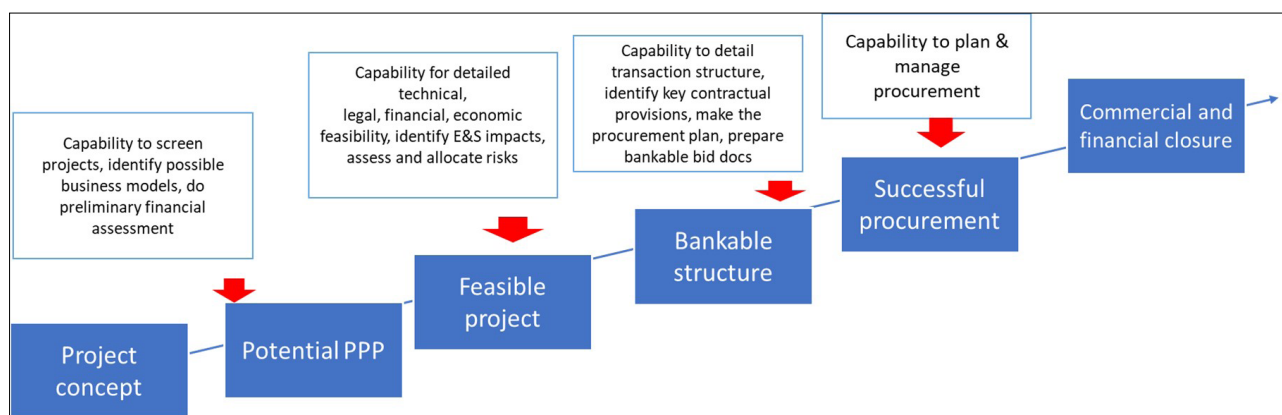 Capability to screen
projects, identify possible
business models, do
preliminary financial
assessment
Capability for detailed
technical,
legal, financial, economic
feasibility, identify E&S impacts,
assess and allocate risks
Capability to detail
transaction structure,
identify key contractual
provisions, make the
procurement plan, prepare
bankable bid docs
Capability to plan &
manage
procurement
Project
concept
Potential PPP
Feasible
project
Bankable
structure
Successful
procurement
Commercial and
financial closure